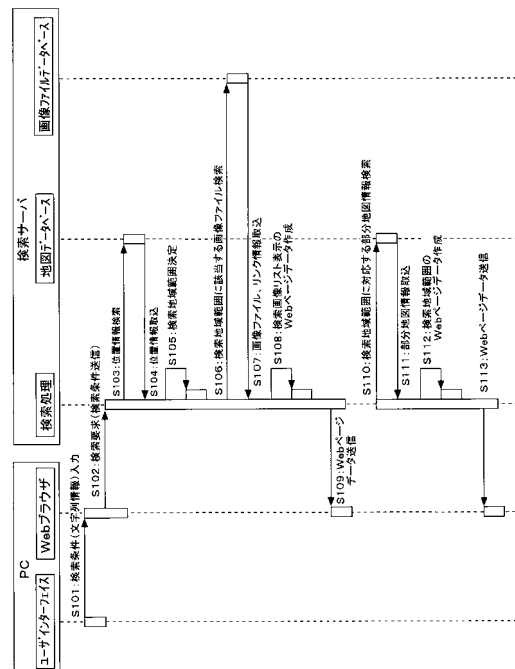 PC
検索サーバ
ユーザインターフェイス
Webブラウザ
検索処理
地図データベース
画像ファイルデータベース
S101:検索条件(文字列情報)入力
S102:検索要求(検索条件送信)
S103:位置情報検索
S104:位置情報取込
S105:検索地域範囲決定
S106:検索地域範囲に該当する画像ファイル検索
S107:画像ファイル、リンク情報取込
S108:検索画像リスト表示の
Webページデータ作成
S109:Webページ
データ送信
S110:検索地域範囲に対応する部分地図情報検索
S111:部分地図情報取込
S112:検索地域範囲の
Webページデータ作成
S113:Webページデータ送信